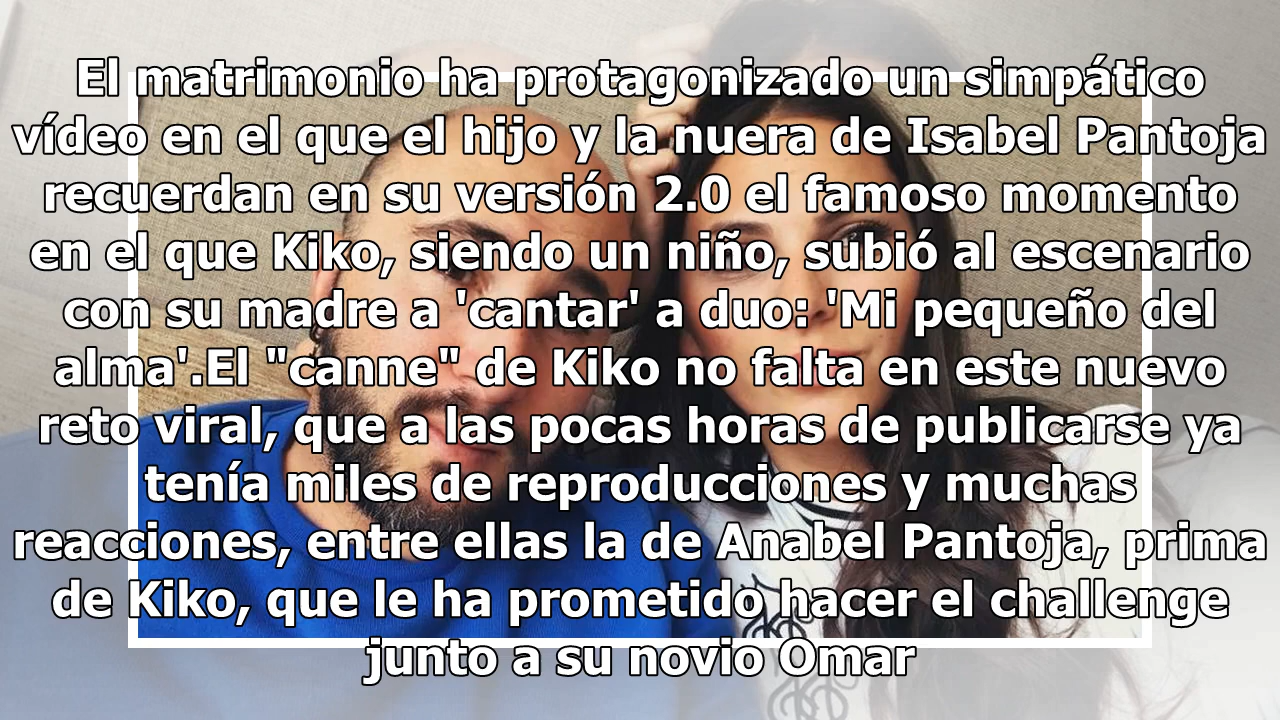 El matrimonio ha protagonizado un simpático
vídeo en el que el hijo y la nuera de Isabel Pantoja
recuerdan en su versión 2.0 el famoso momento
en el que Kiko, siendo un niño, subió al escenario
con su madre a 'cantar' a duo: 'Mi pequeño del
alma'.El "canne" de Kiko no falta en este nuevo
reto viral, que a las pocas horas de publicarse ya
tenía miles de reproducciones y muchas
reacciones, entre ellas la de Anabel Pantoja, prima
de Kiko, que le ha prometido hacer el challenge
junto a su novio Omar